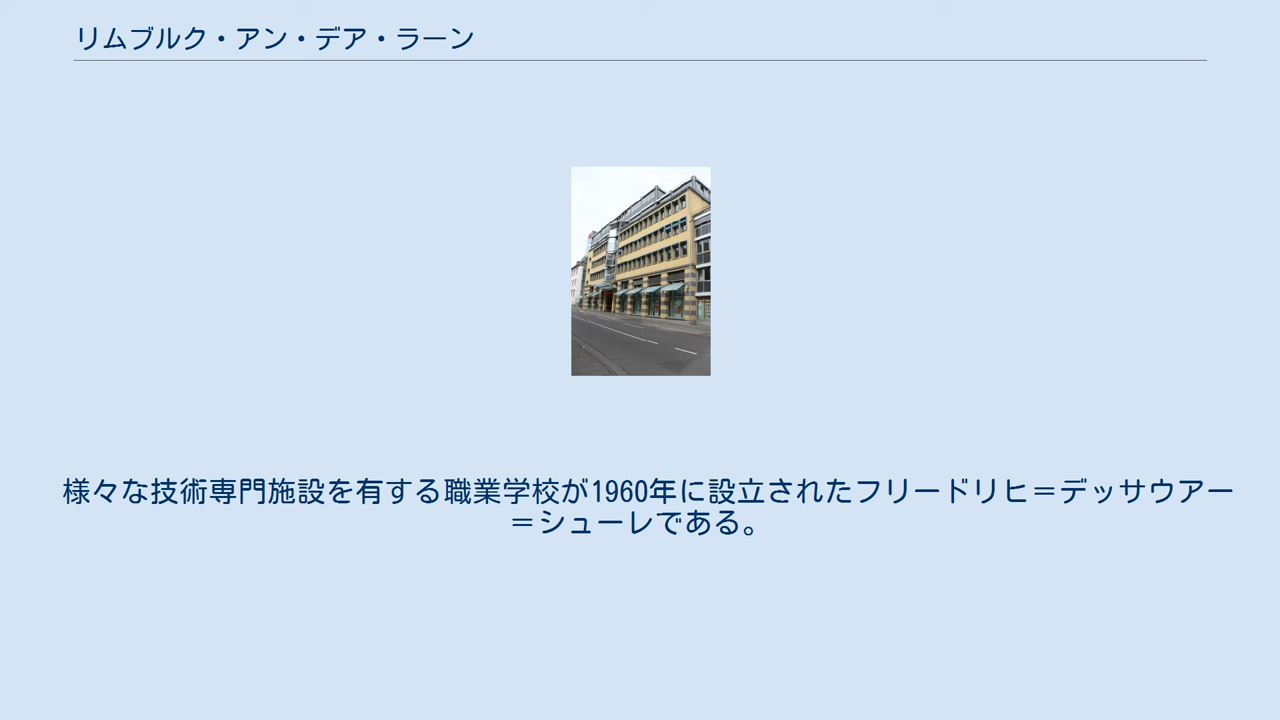 リムブルク・アン・デア・ラーン
様々な技術専門施設を有する職業学校が1960年に設立されたフリードリヒ＝デッサウアー
＝シューレである。